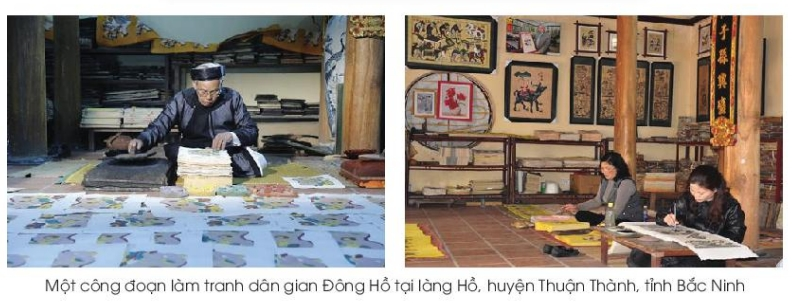 Một công đoạn làm tranh dân gian Đông Hồ tại làng Hồ, huyện Thuận Thành, tỉnh Bắc Ninh